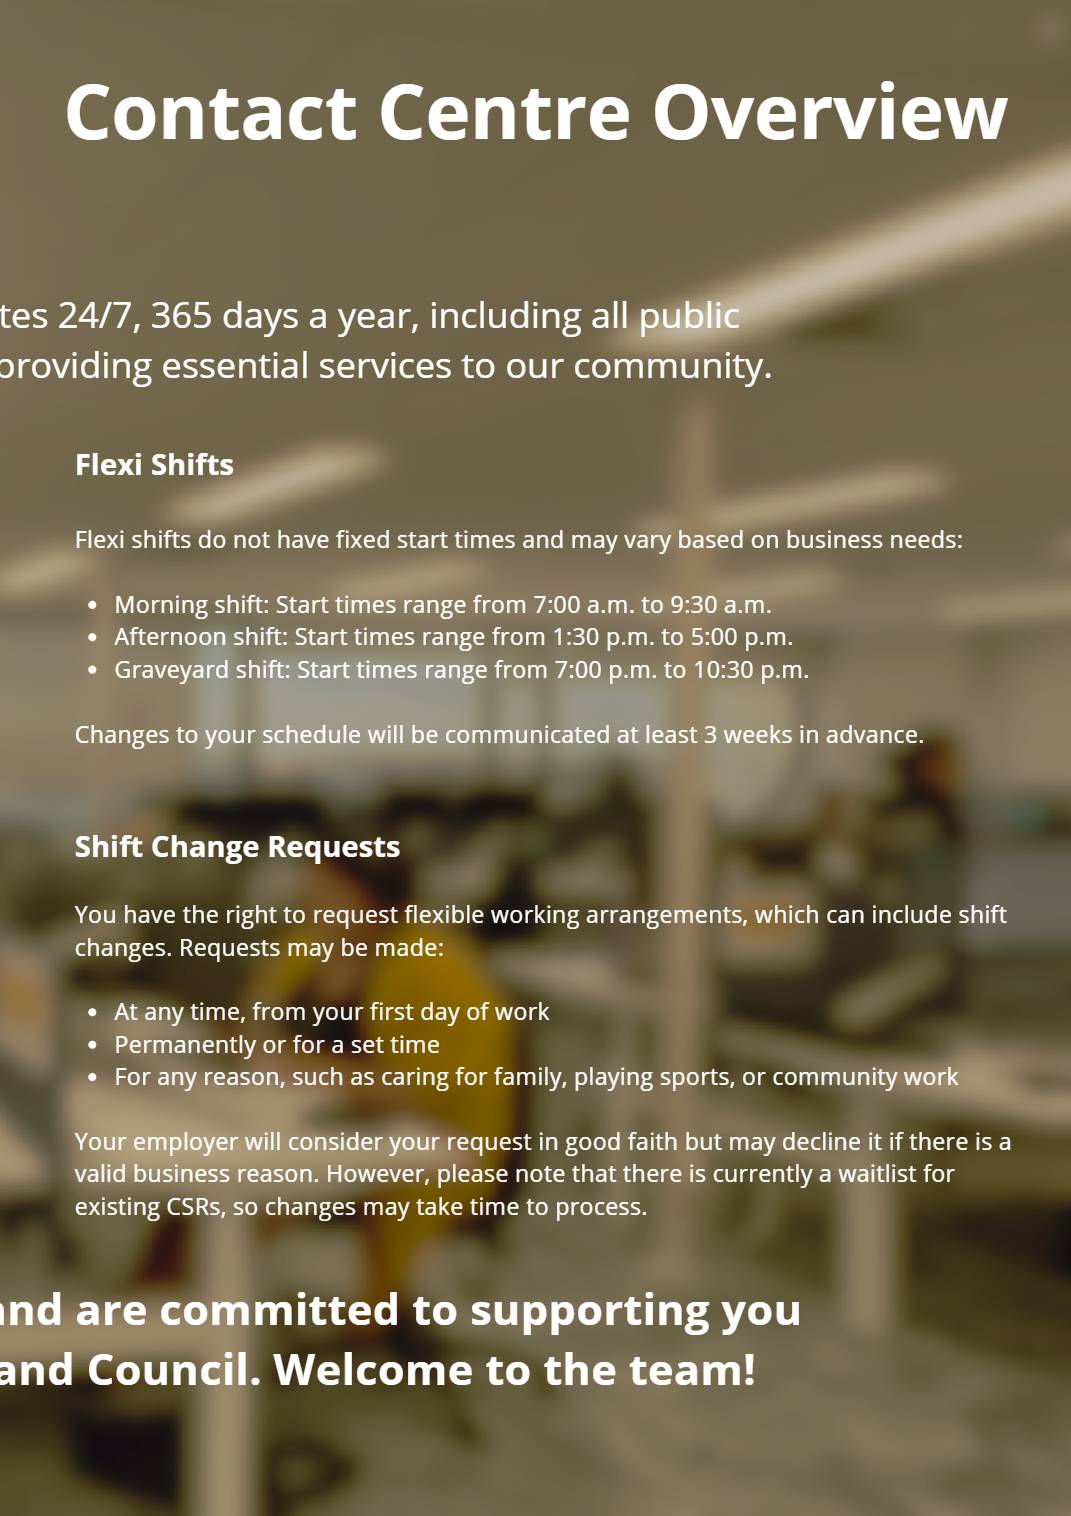 Contact Centre Overview
tes 24/7, 365 days a year, including all public
providing essential services to our community.
Flexi Shifts
Flexi shifts do not have fixed start times and may vary based on business needs:
• Morning shift: Start times range from 7:00 a.m. to 9:30 a.m.
• Afternoon shift: Start times range from 1:30 p.m. to 5:00 p.m.
• Graveyard shift: Start times range from 7:00 p.m. to 10:30 p.m.
Changes to your schedule will be communicated at least 3 weeks in advance.
Shift Change Requests
You have the right to request flexible working arrangements, which can include shift
changes. Requests may be made:
• At any time, from your first day of work
• Permanently or for a set time
• For any reason, such as caring for family, playing sports, or community work
Your employer will consider your request in good faith but may decline it if there is a
valid business reason. However, please note that there is currently a waitlist for
existing CSRs, so changes may take time to process.
and are committed to supporting you
and Council. Welcome to the team!